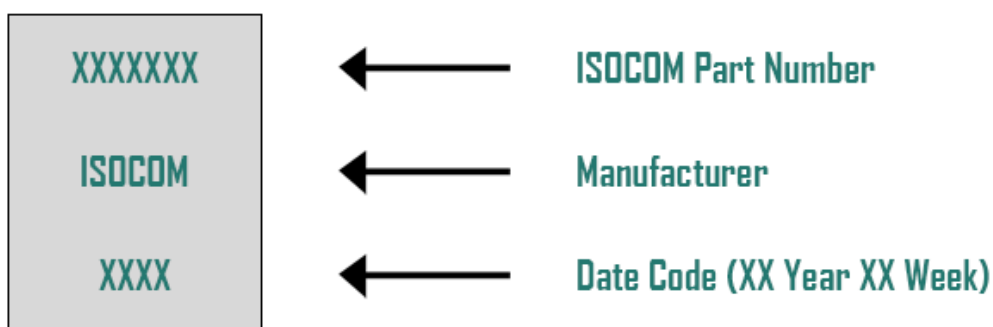 XXXXXXX ISOCOM Part Number
ISOCOM Manufacturer
XXXX Date Code (XX Year XX Week)